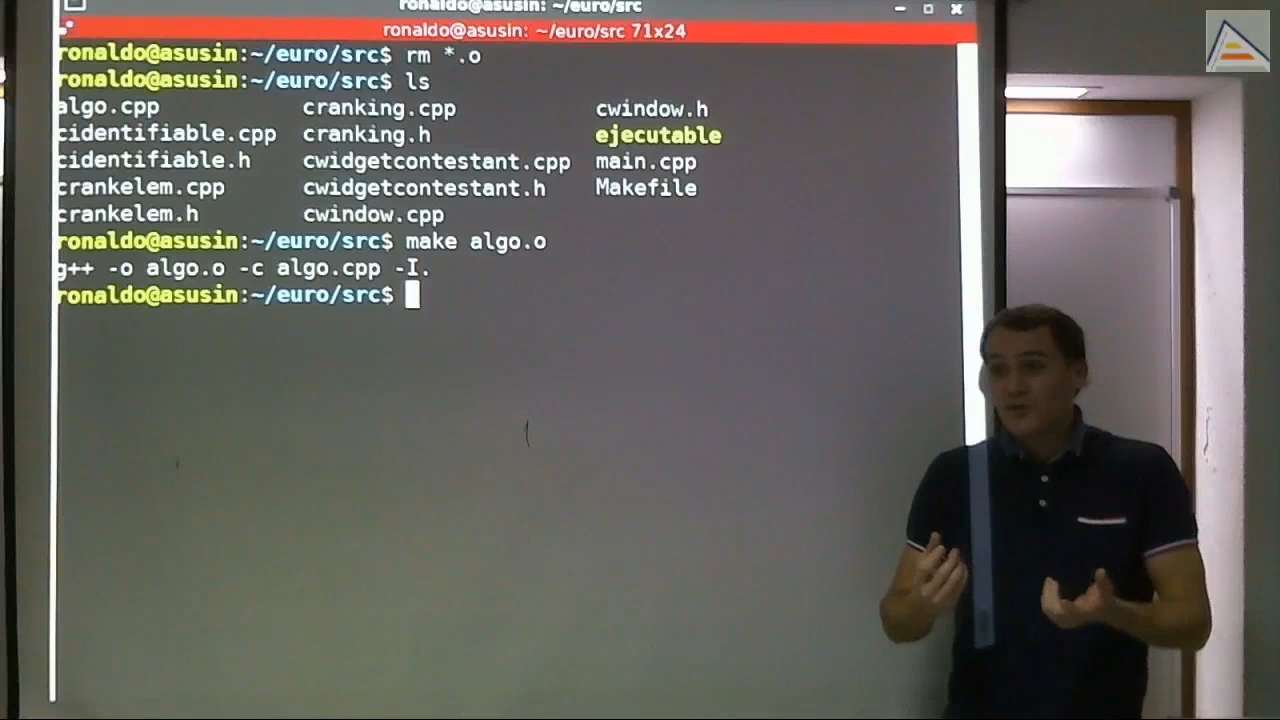 ronaldo@asusin: ~/euro/src
ronaldo@asusin: ~/euro/src 71x24
ronaldo@asusin:~/euro/src$ rm *.o
ronaldo@asusin:~/euro/src$ ls
algo.cpp cranking.cpp cwindow.h
cidentifiable.cpp cranking.h ejecutable
cidentifiable.h cwidgetcontestant.cpp main.cpp
crankelem.cpp cwidgetcontestant.h Makefile
crankelem.h cwindow.cpp
ronaldo@asusin:~/euro/src$ make algo.o
g++ -o algo.o -c algo.cpp -I.
ronaldo@asusin:~/euro/src$